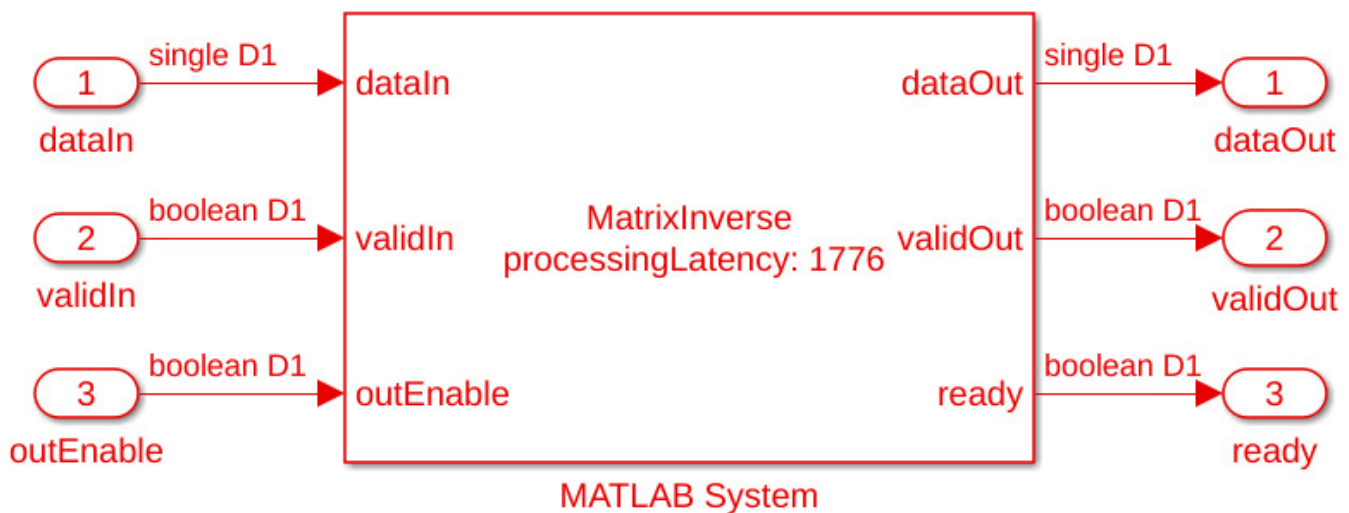 single D1
1
dataIn
dataIn
dataOut
single D1
1
dataOut
boolean D1
2
validIn
validIn
MatrixInverse
processingLatency: 1776
validOut
boolean D1
2
validOut
boolean D1
3
outEnable
outEnable
ready
boolean D1
3
ready
MATLAB System